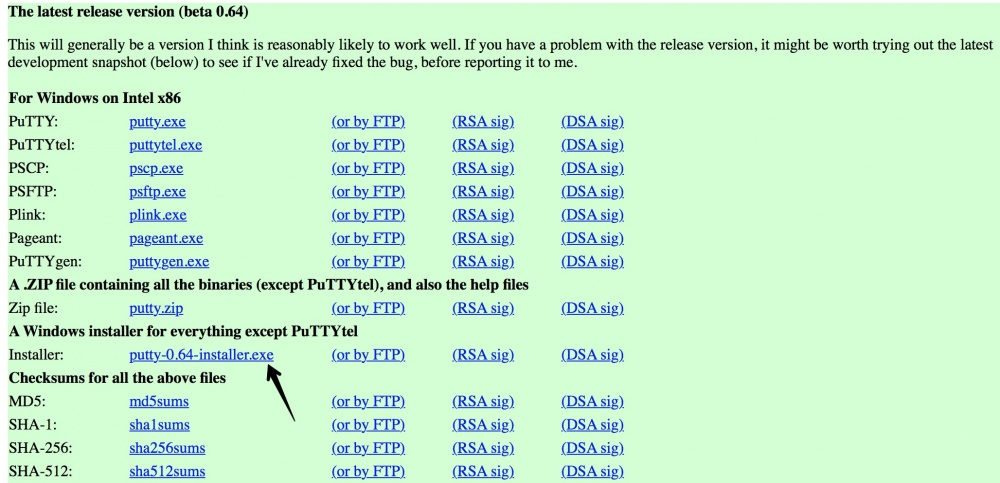 The latest release version (beta 0.64)
This will generally be a version I think is reasonably likely to work well. If you have a problem with the release version, it might be worth trying out the latest
development snapshot (below) to see if I've already fixed the bug, before reporting it to me.
For Windows on Intel x86
PuTTY: putty.exe (or by FTP) (RSA sig) (DSA sig)
PuTTYtel: puttytel.exe (or by FTP) (RSA sig) (DSA sig)
PSCP: pscp.exe (or by FTP) (RSA sig) (DSA sig)
PSFTP: psftp.exe (or by FTP) (RSA sig) (DSA sig)
Plink: plink.exe (or by FTP) (RSA sig) (DSA sig)
Pageant: pageant.exe (or by FTP) (RSA sig) (DSA sig)
PuTTYgen: puttygen.exe (or by FTP) (RSA sig) (DSA sig)
A .ZIP file containing all the binaries (except PuTTYtel), and also the help files
Zip file: putty.zip (or by FTP) (RSA sig) (DSA sig)
A Windows installer for everything except PuTTYtel
Installer: putty-0.64-installer.exe (or by FTP) (RSA sig) (DSA sig)
Checksums for all the above files
MD5: md5sums (or by FTP) (RSA sig) (DSA sig)
SHA-1: sha1sums (or by FTP) (RSA sig) (DSA sig)
SHA-256: sha256sums (or by FTP) (RSA sig) (DSA sig)
SHA-512: sha512sums (or by FTP) (RSA sig) (DSA sig)